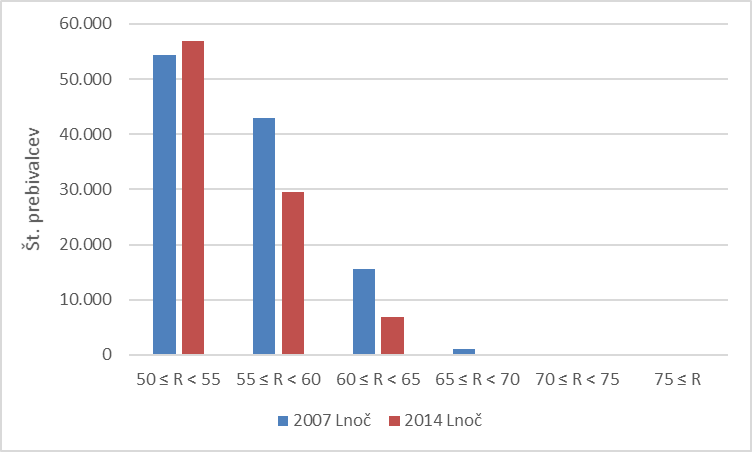 60.000
50.000
40.000
30.000
20.000
10.000
0
Št. prebivalcev
50 ≤ R < 55 55 ≤ R < 60 60 ≤ R < 65 65 ≤ R < 70 70 ≤ R < 75 75 ≤ R
2007 Lnoč 2014 Lnoč